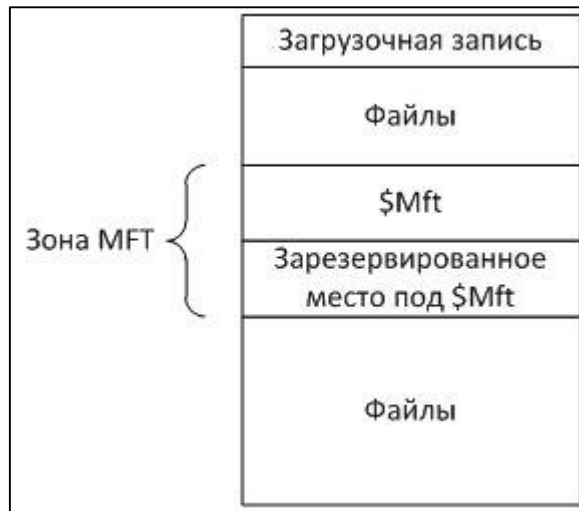 Загрузочная запись
Файлы
$Mft
Зона MFT
Зарезервированное
место под $Mft
Файлы